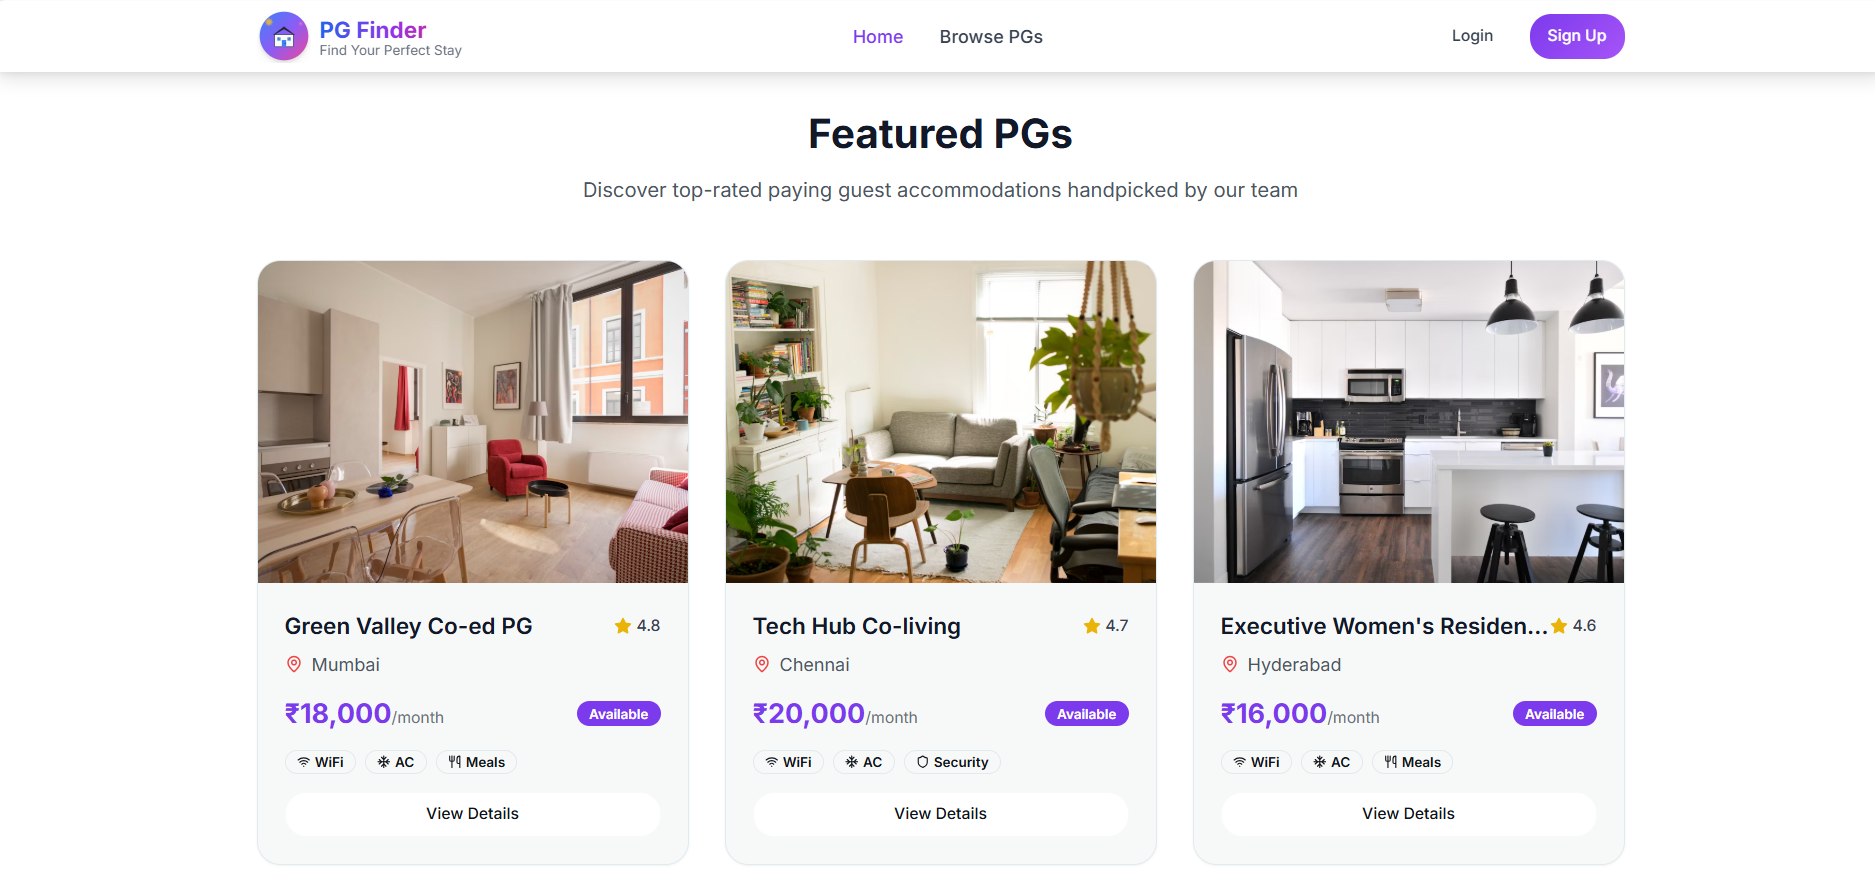 PG Finder
Find Your Perfect Stay
Home
Browse PGs
Login
Sign Up
Featured PGs
Discover top-rated paying guest accommodations handpicked by our team
Green Valley Co-ed PG
4.8
Mumbai
₹18,000/month
Available
WiFi
AC
Meals
View Details
Tech Hub Co-living
4.7
Chennai
₹20,000/month
Available
WiFi
AC
Security
View Details
Executive Women's Residen...
4.6
Hyderabad
₹16,000/month
Available
WiFi
AC
Meals
View Details